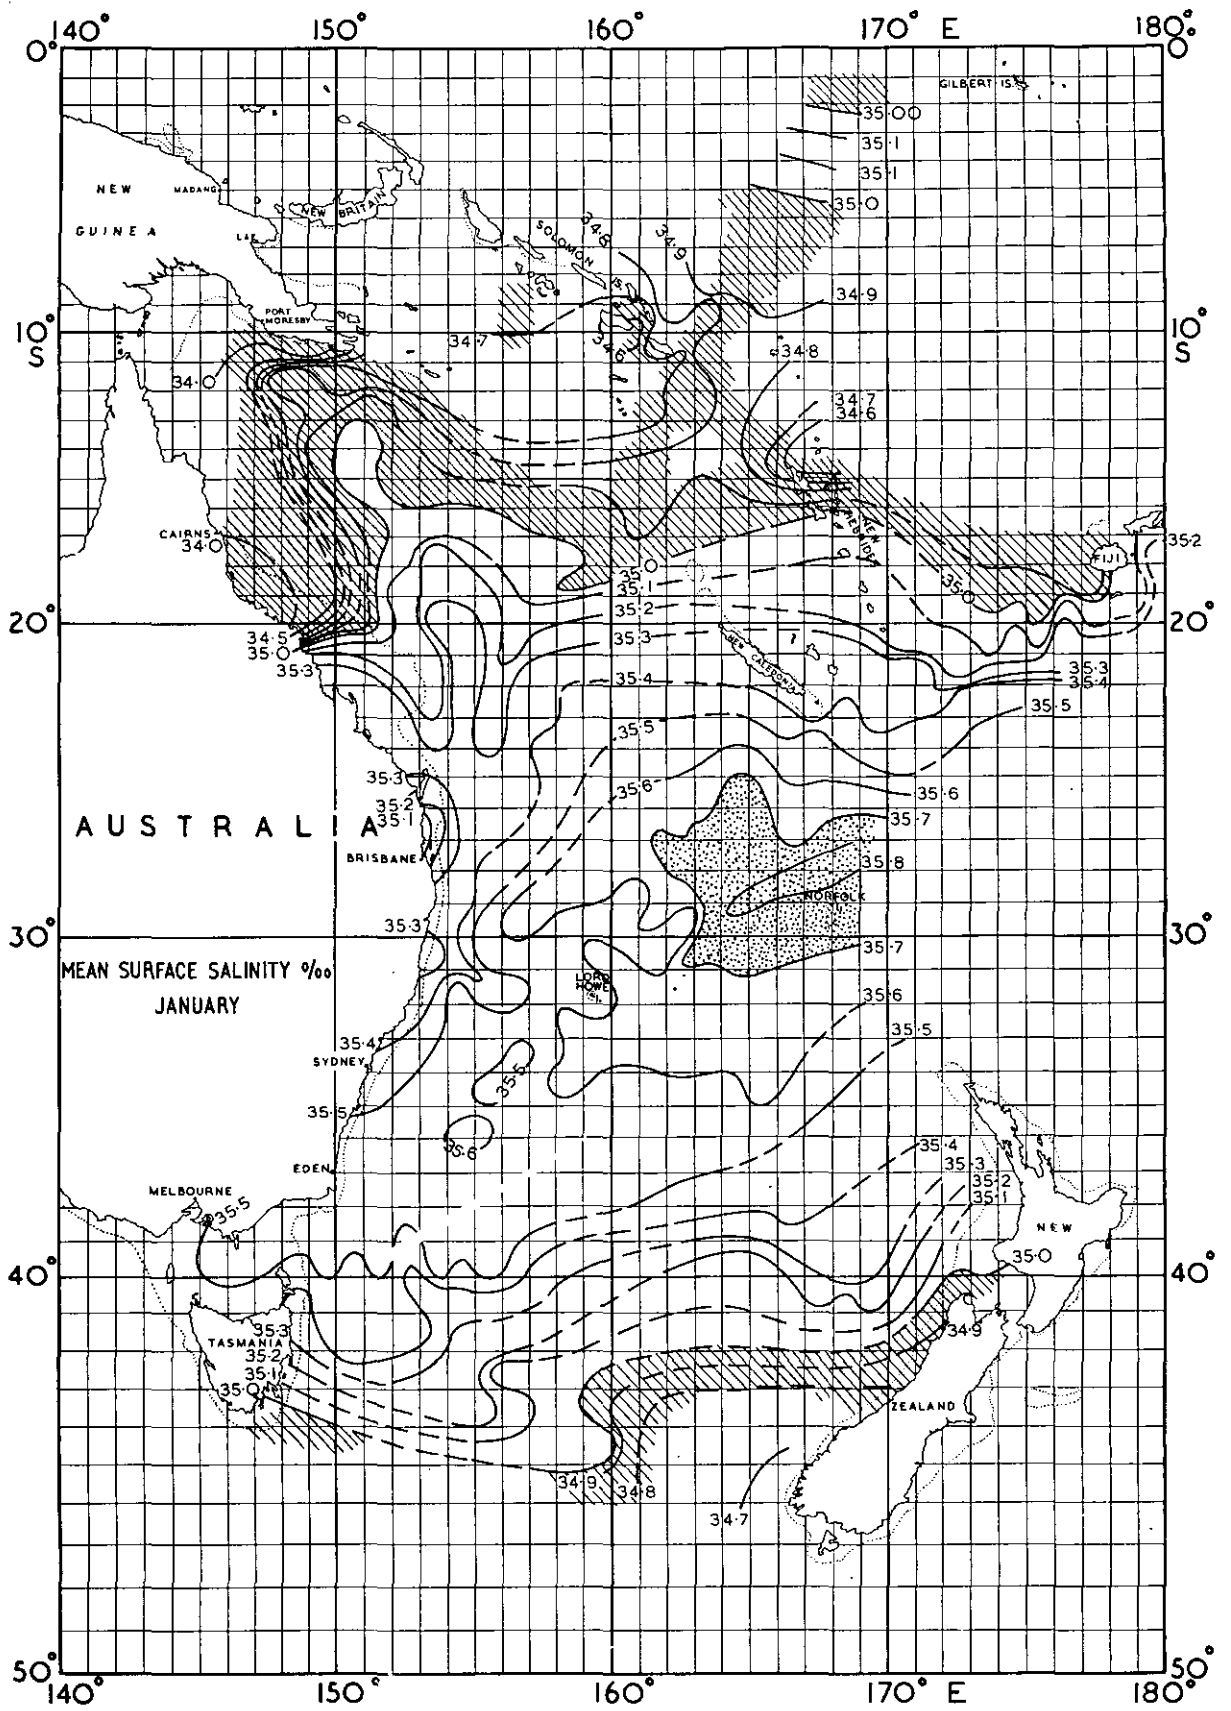 140° 150° 160° 170° E 180°
0° 0°
GILBERT IS.
35·00
35·1
35·1
NEW MADANG
NEW BRITAIN
35·0
GUINEA LAE
SOLOMON IS.
34·8
34·9
34·9
PORT
MORESBY
10° 10°
S S
34·7
34·6
34·8
34·0
34·7
34·6
CAIRNS
34·0
NEW HEBRIDES
35·2
FIJI
35·0
35·0
35·1
35·2
20° 20°
34·5
35·0
35·3
35·3
NEW CALEDONIA
35·3
35·4
35·4
35·5
35·5
35·3
35·6
35·6
35·2
35·1
35·7
AUSTRALIA
BRISBANE
35·8
NORFOLK
35·3
30° 30°
35·7
MEAN SURFACE SALINITY ‰
JANUARY
LORD
HOWE
I.
35·6
35·4
35·5
SYDNEY
35·5
35·5
35·6
35·4
EDEN
35·3
MELBOURNE
35·2
35·1
35·5
NEW
35·0
40° 40°
35·3
34·9
TASMANIA
35·2
35·1
35·0
ZEALAND
34·9
34·8
34·7
50° 50°
140° 150° 160° 170° E 180°